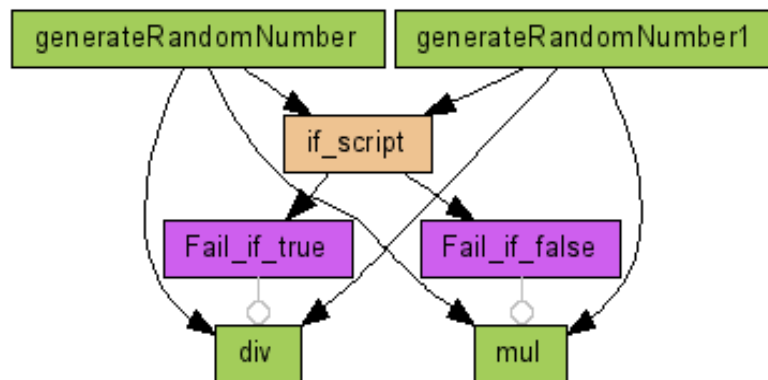 generateRandomNumber
generateRandomNumber1
if_script
Fail_if_true
Fail_if_false
div
mul